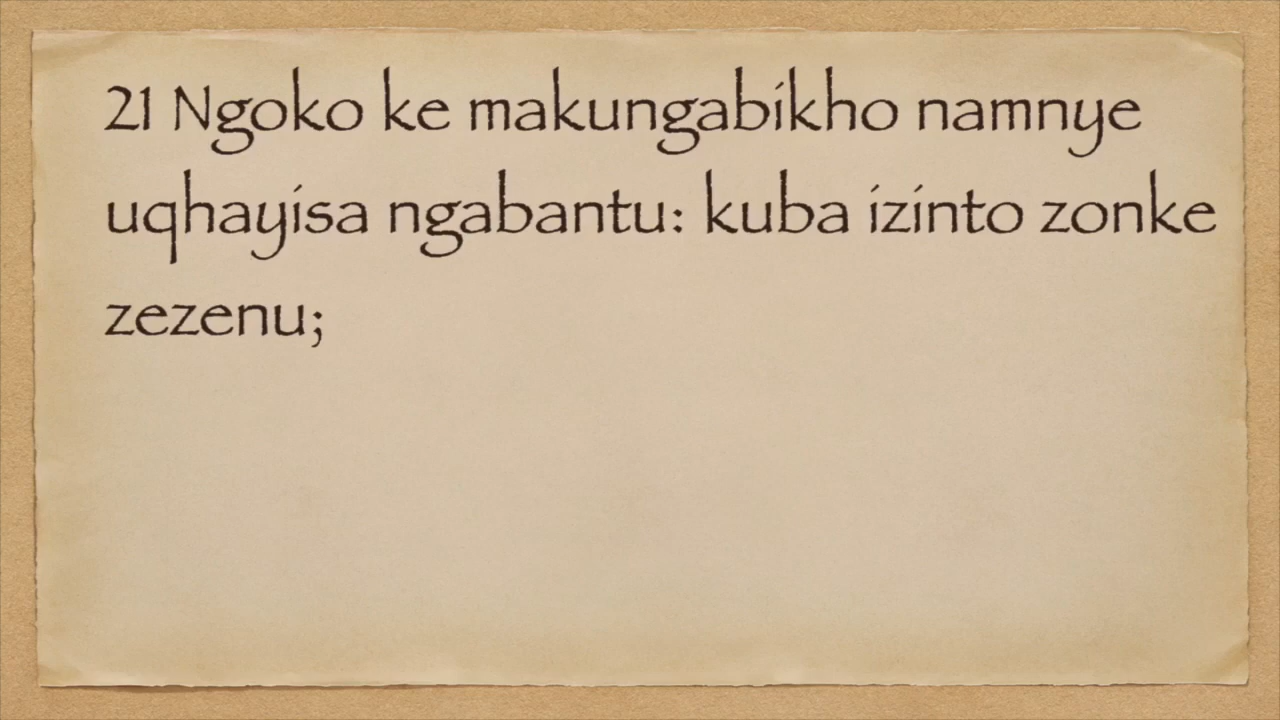 21 Ngoko ke makungabikho namnye
uqhayisa ngabantu: kuba izinto zonke
zezenu;